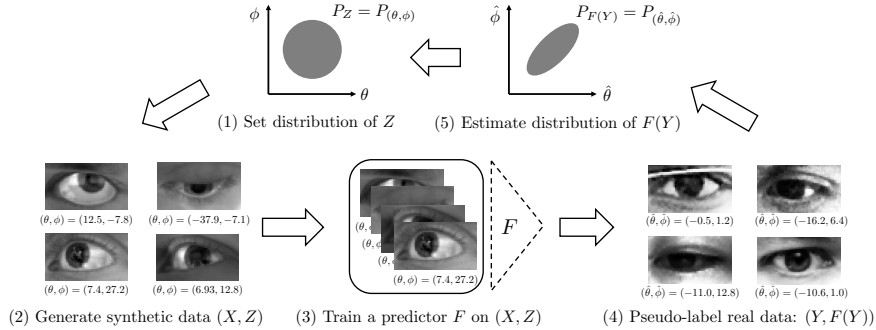 ϕ
P_Z = P_(θ,ϕ)
θ
(1) Set distribution of Z
ϕ̂
P_F(Y) = P_(θ̂,ϕ̂)
θ̂
(5) Estimate distribution of F(Y)
(θ, ϕ) = (12.5, −7.8)
(θ, ϕ) = (−37.9, −7.1)
(θ, ϕ) = (7.4, 27.2)
(θ, ϕ) = (6.93, 12.8)
(2) Generate synthetic data (X, Z)
(θ, ϕ) = (7.4, 27.2)
F
(3) Train a predictor F on (X, Z)
(θ̂, ϕ̂) = (−0.5, 1.2)
(θ̂, ϕ̂) = (−16.2, 6.4)
(θ̂, ϕ̂) = (−11.0, 12.8)
(θ̂, ϕ̂) = (−10.6, 1.0)
(4) Pseudo-label real data: (Y, F(Y))